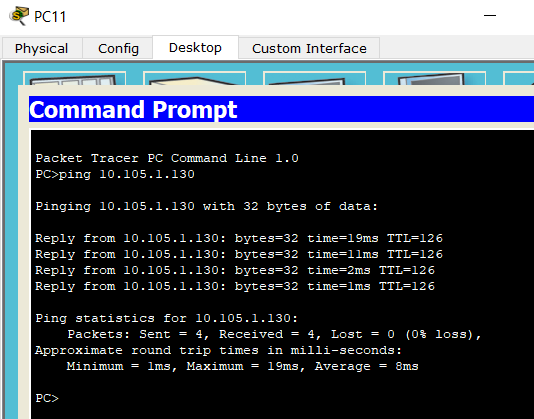 PC11
Physical Config Desktop Custom Interface
Command Prompt
Packet Tracer PC Command Line 1.0
PC>ping 10.105.1.130
Pinging 10.105.1.130 with 32 bytes of data:
Reply from 10.105.1.130: bytes=32 time=19ms TTL=126
Reply from 10.105.1.130: bytes=32 time=11ms TTL=126
Reply from 10.105.1.130: bytes=32 time=2ms TTL=126
Reply from 10.105.1.130: bytes=32 time=1ms TTL=126
Ping statistics for 10.105.1.130:
    Packets: Sent = 4, Received = 4, Lost = 0 (0% loss),
Approximate round trip times in milli-seconds:
    Minimum = 1ms, Maximum = 19ms, Average = 8ms
PC>